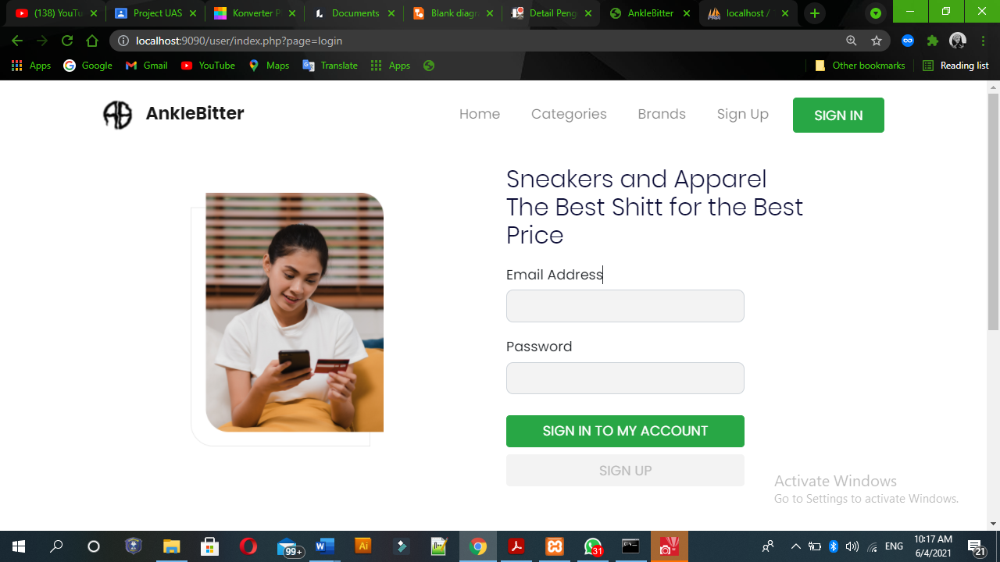 (138) YouTu
Project UAS
Konverter P
Documents
Blank diagr
Detail Peng
AnkleBitter
localhost /
localhost:9090/user/index.php?page=login
Apps
Google
Gmail
YouTube
Maps
Translate
Apps
Other bookmarks
Reading list
AnkleBitter
Home
Categories
Brands
Sign Up
SIGN IN
Sneakers and Apparel
The Best Shitt for the Best
Price
Email Address
Password
SIGN IN TO MY ACCOUNT
SIGN UP
Activate Windows
Go to Settings to activate Windows.
99+
Ai
31
ENG
10:17 AM
6/4/2021
21